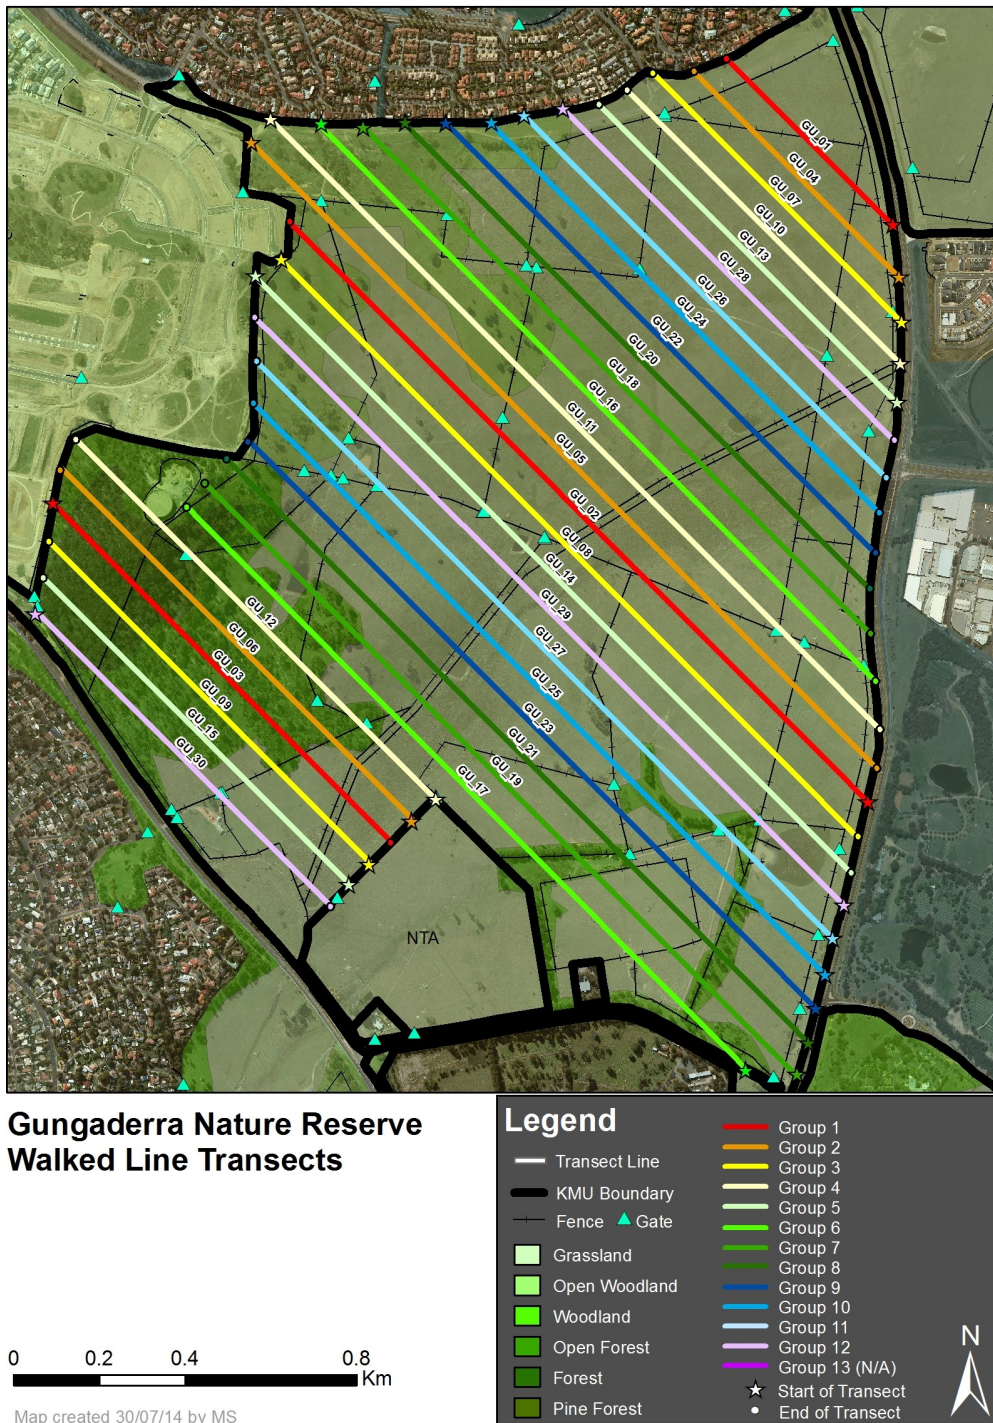 GU_01
GU_04
GU_07
GU_10
GU_13
GU_28
GU_26
GU_24
GU_22
GU_20
GU_18
GU_16
GU_11
GU_05
GU_02
GU_08
GU_14
GU_29
GU_27
GU_25
GU_23
GU_21
GU_19
GU_17
GU_12
GU_06
GU_03
GU_09
GU_15
GU_30
NTA
Gungaderra Nature Reserve
Walked Line Transects
0 0.2 0.4 0.8
Km
Map created 30/07/14 by MS
Legend
Transect Line
KMU Boundary
Fence Gate
Grassland
Open Woodland
Woodland
Open Forest
Forest
Pine Forest
Group 1
Group 2
Group 3
Group 4
Group 5
Group 6
Group 7
Group 8
Group 9
Group 10
Group 11
Group 12
Group 13 (N/A)
Start of Transect
End of Transect
N